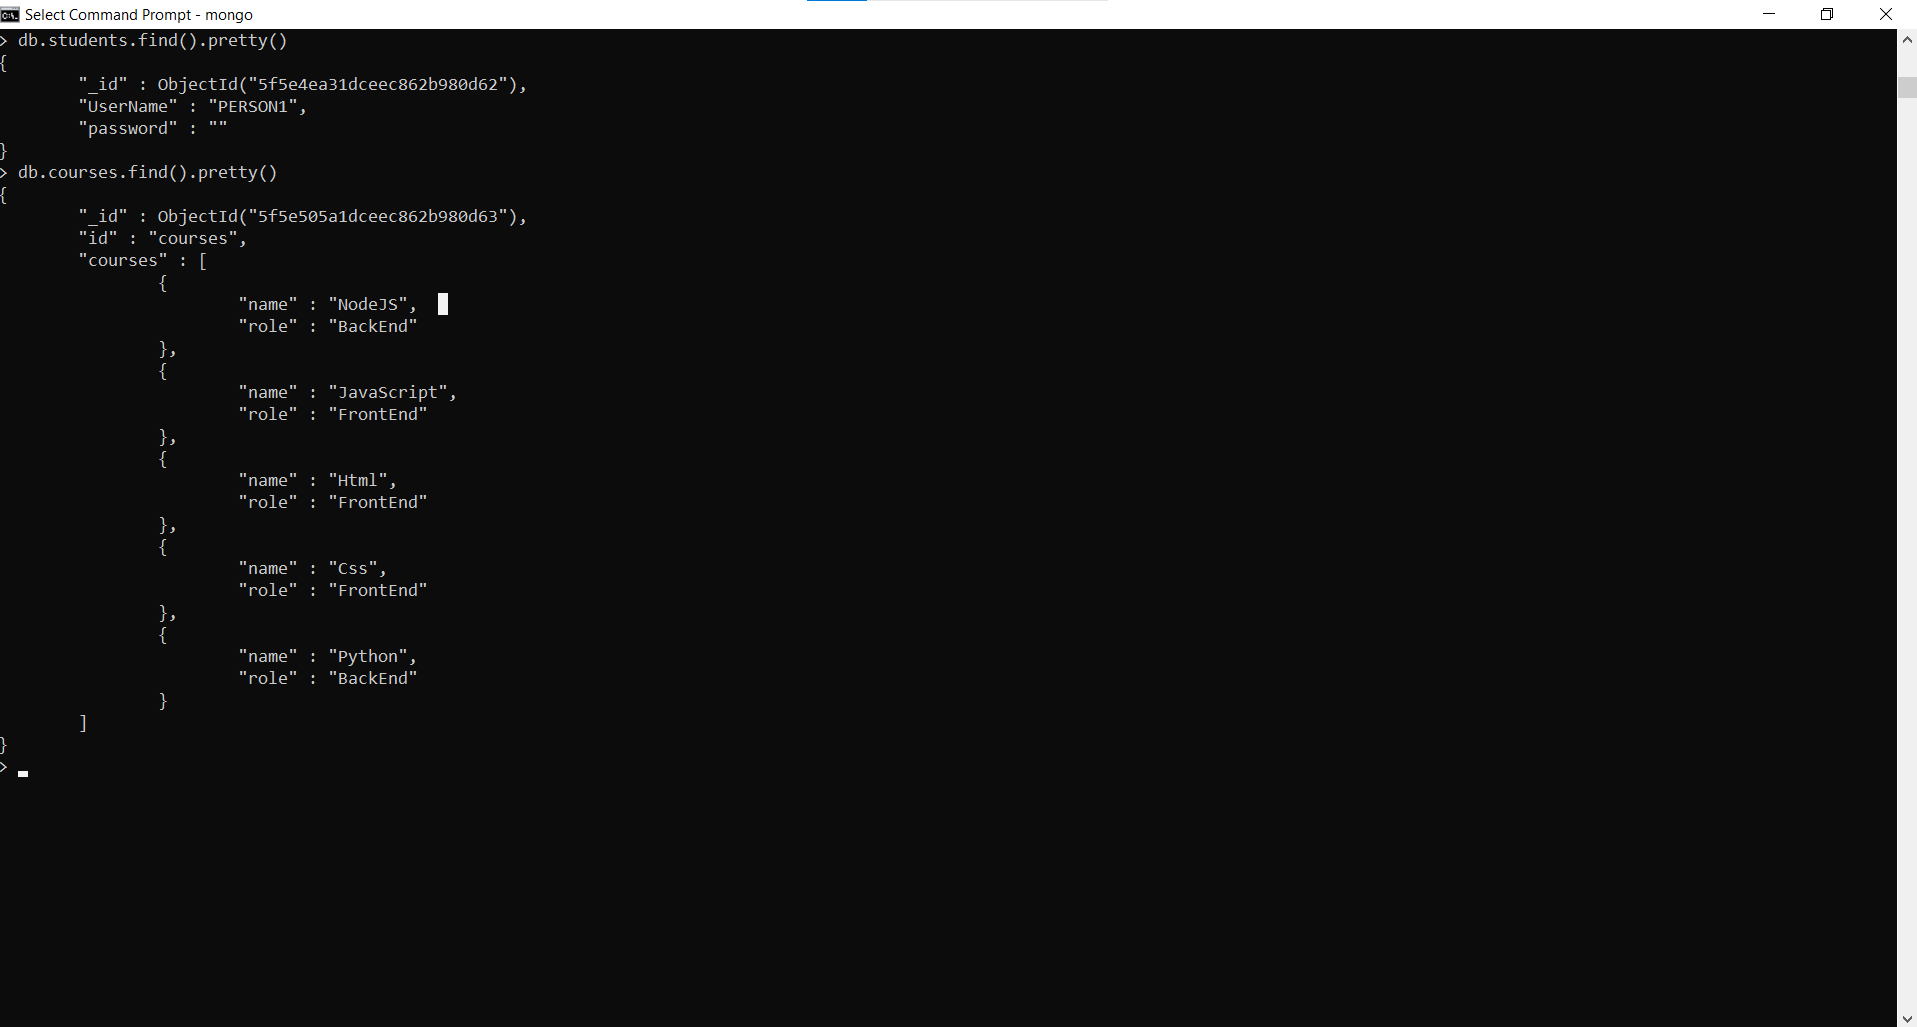 Select Command Prompt - mongo
> db.students.find().pretty()
{
        "_id" : ObjectId("5f5e4ea31dceec862b980d62"),
        "UserName" : "PERSON1",
        "password" : ""
}
> db.courses.find().pretty()
{
        "_id" : ObjectId("5f5e505a1dceec862b980d63"),
        "id" : "courses",
        "courses" : [
                {
                        "name" : "NodeJS",
                        "role" : "BackEnd"
                },
                {
                        "name" : "JavaScript",
                        "role" : "FrontEnd"
                },
                {
                        "name" : "Html",
                        "role" : "FrontEnd"
                },
                {
                        "name" : "Css",
                        "role" : "FrontEnd"
                },
                {
                        "name" : "Python",
                        "role" : "BackEnd"
                }
        ]
}
>